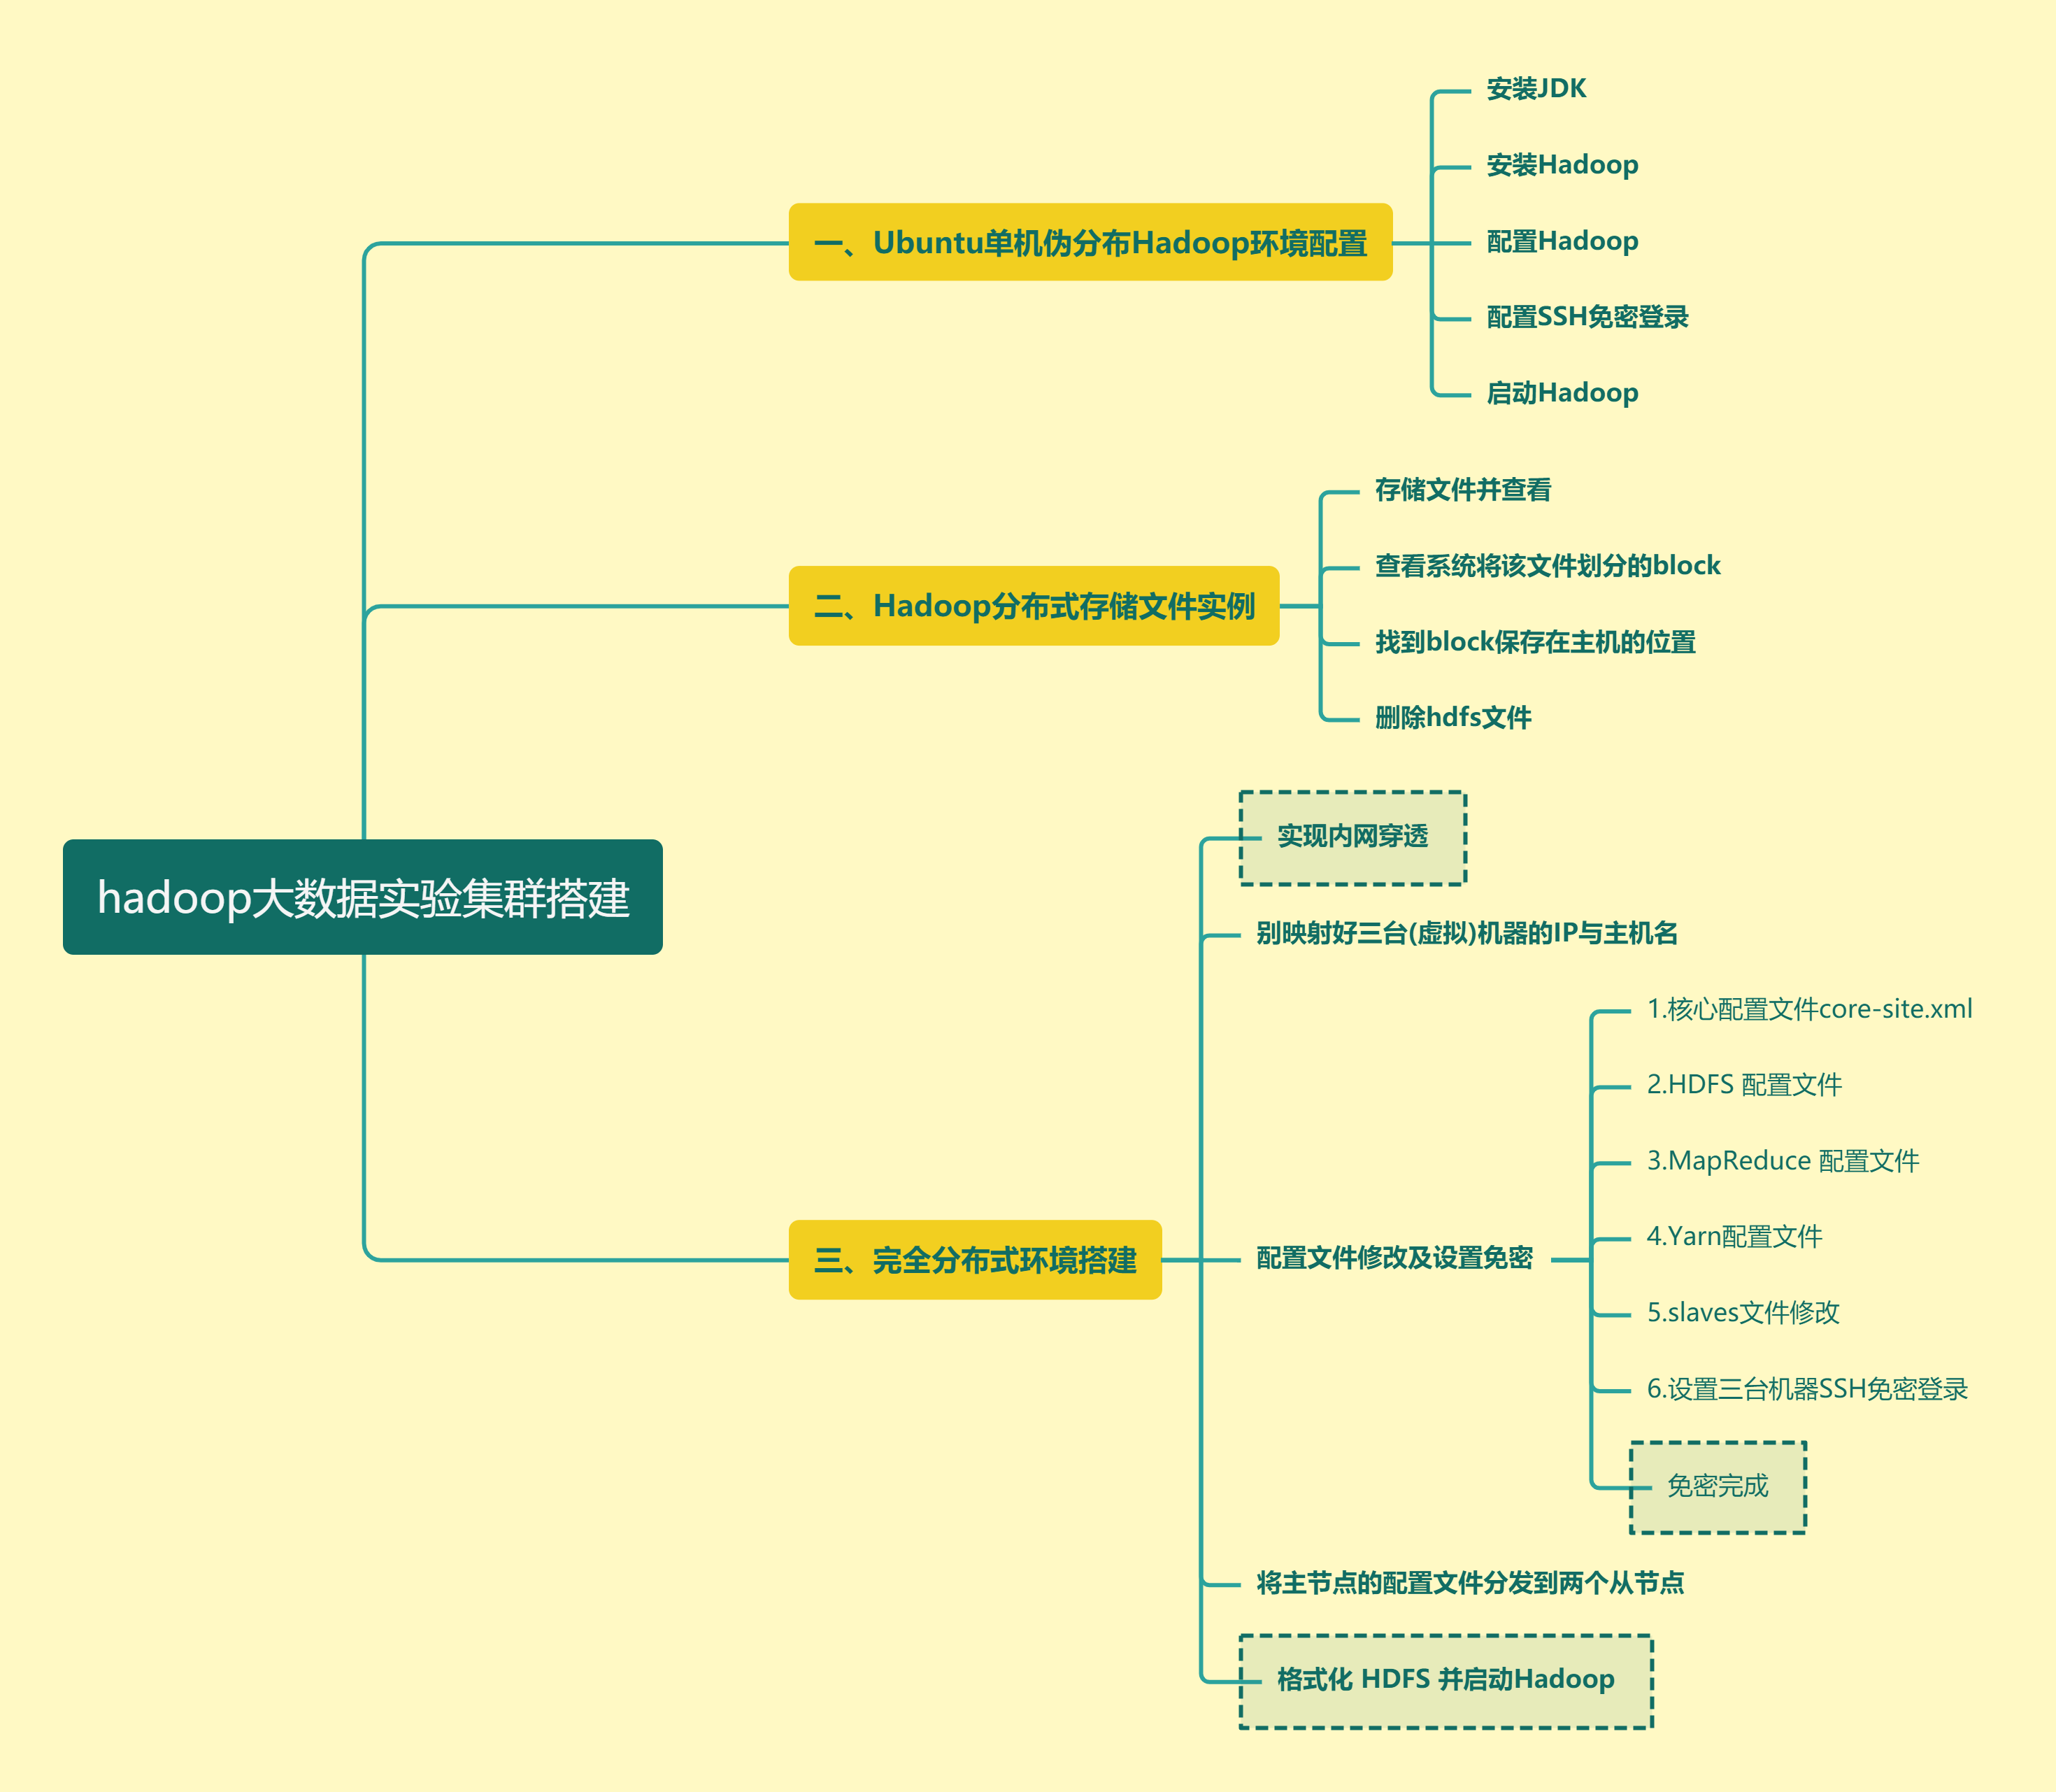 hadoop大数据实验集群搭建
一、Ubuntu单机伪分布Hadoop环境配置
安装JDK
安装Hadoop
配置Hadoop
配置SSH免密登录
启动Hadoop
二、Hadoop分布式存储文件实例
存储文件并查看
查看系统将该文件划分的block
找到block保存在主机的位置
删除hdfs文件
三、完全分布式环境搭建
实现内网穿透
别映射好三台(虚拟)机器的IP与主机名
配置文件修改及设置免密
1.核心配置文件core-site.xml
2.HDFS 配置文件
3.MapReduce 配置文件
4.Yarn配置文件
5.slaves文件修改
6.设置三台机器SSH免密登录
免密完成
将主节点的配置文件分发到两个从节点
格式化 HDFS 并启动Hadoop